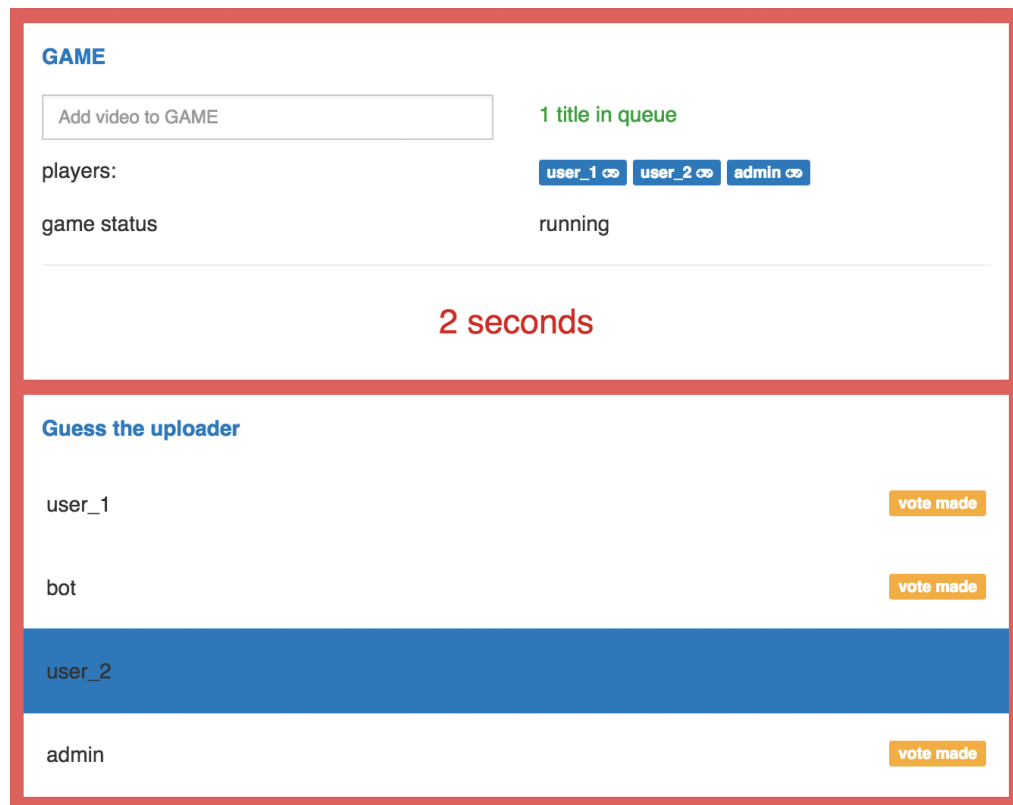 GAME
Add video to GAME
1 title in queue
players:
user_1 user_2 admin
game status
running
2 seconds
Guess the uploader
user_1 vote made
bot vote made
user_2
admin vote made